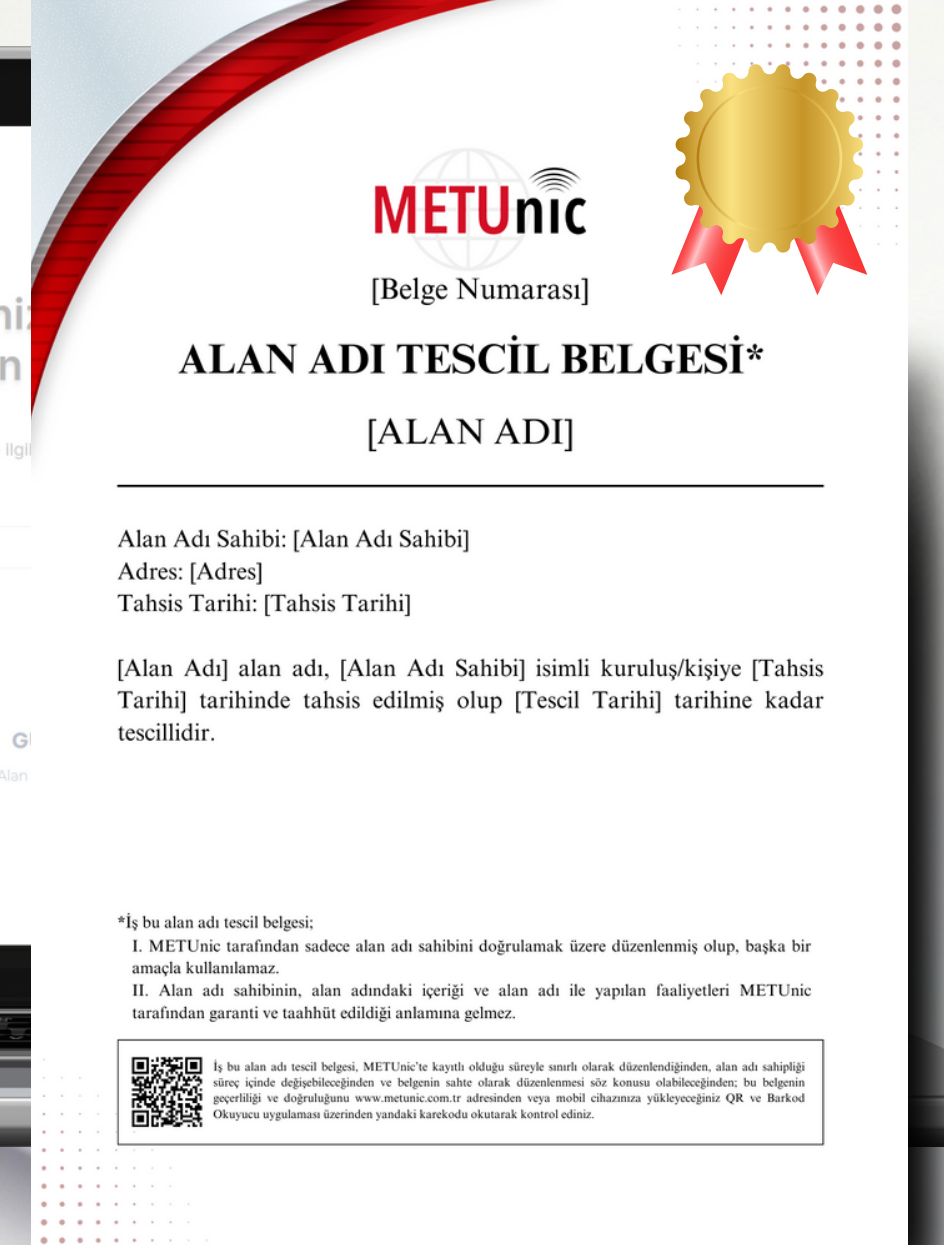 METUnic
[Belge Numarası]
ALAN ADI TESCİL BELGESİ*
[ALAN ADI]
Alan Adı Sahibi: [Alan Adı Sahibi]
Adres: [Adres]
Tahsis Tarihi: [Tahsis Tarihi]
[Alan Adı] alan adı, [Alan Adı Sahibi] isimli kuruluş/kişiye [Tahsis
Tarihi] tarihinde tahsis edilmiş olup [Tescil Tarihi] tarihine kadar
tescillidir.
Alan
*İş bu alan adı tescil belgesi;
I. METUnic tarafından sadece alan adı sahibini doğrulamak üzere düzenlenmiş olup, başka bir
amaçla kullanılamaz.
II. Alan adı sahibinin, alan adındaki içeriği ve alan adı ile yapılan faaliyetleri METUnic
tarafından garanti ve taahhüt edildiği anlamına gelmez.
İş bu alan adı tescil belgesi, METUnic'te kayıtlı olduğu süreyle sınırlı olarak düzenlendiğinden, alan adı sahipliği
süreç içinde değişebileceğinden ve belgenin sahte olarak düzenlenmesi söz konusu olabileceğinden; bu belgenin
geçerliliği ve doğruluğunu www.metunic.com.tr adresinden veya mobil cihazınıza yükleyeceğiniz QR ve Barkod
Okuyucu uygulaması üzerinden yandaki karekodu okutarak kontrol ediniz.